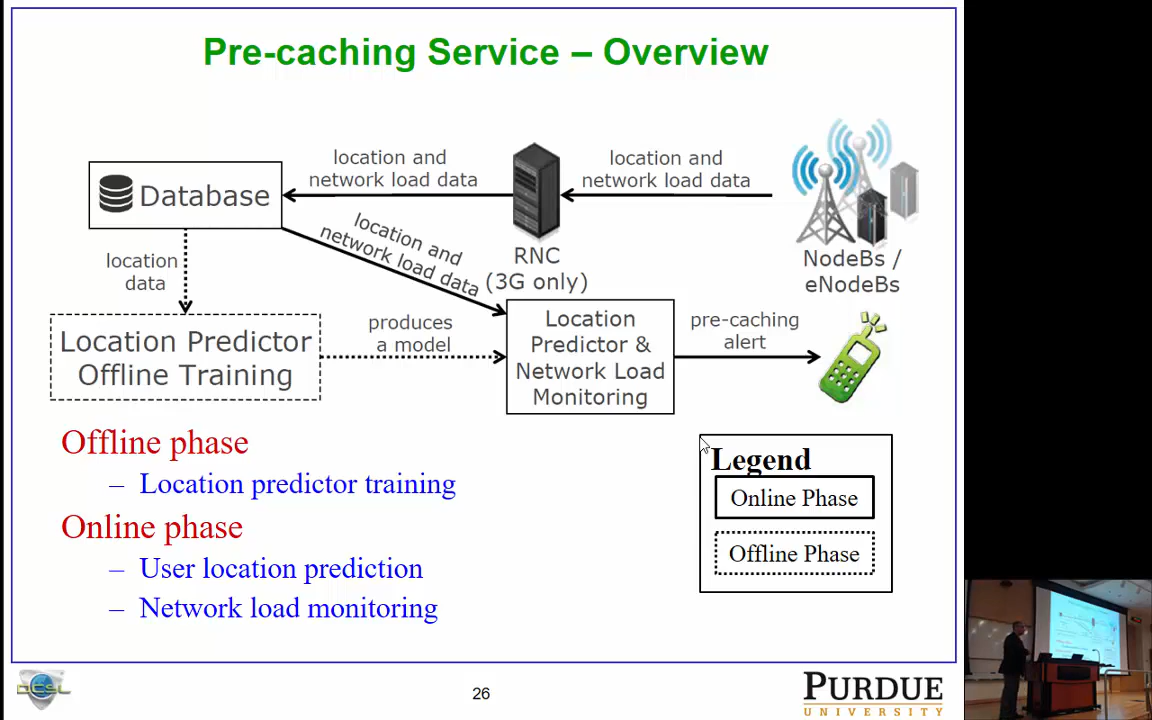 Pre-caching Service – Overview
location and
network load data
location and
network load data
Database
location and
network load data
RNC
(3G only)
NodeBs /
eNodeBs
location
data
Location Predictor
Offline Training
produces
a model
Location
Predictor &
Network Load
Monitoring
pre-caching
alert
Offline phase
– Location predictor training
Online phase
– User location prediction
– Network load monitoring
Legend
Online Phase
Offline Phase
DCSL
26
PURDUE
UNIVERSITY